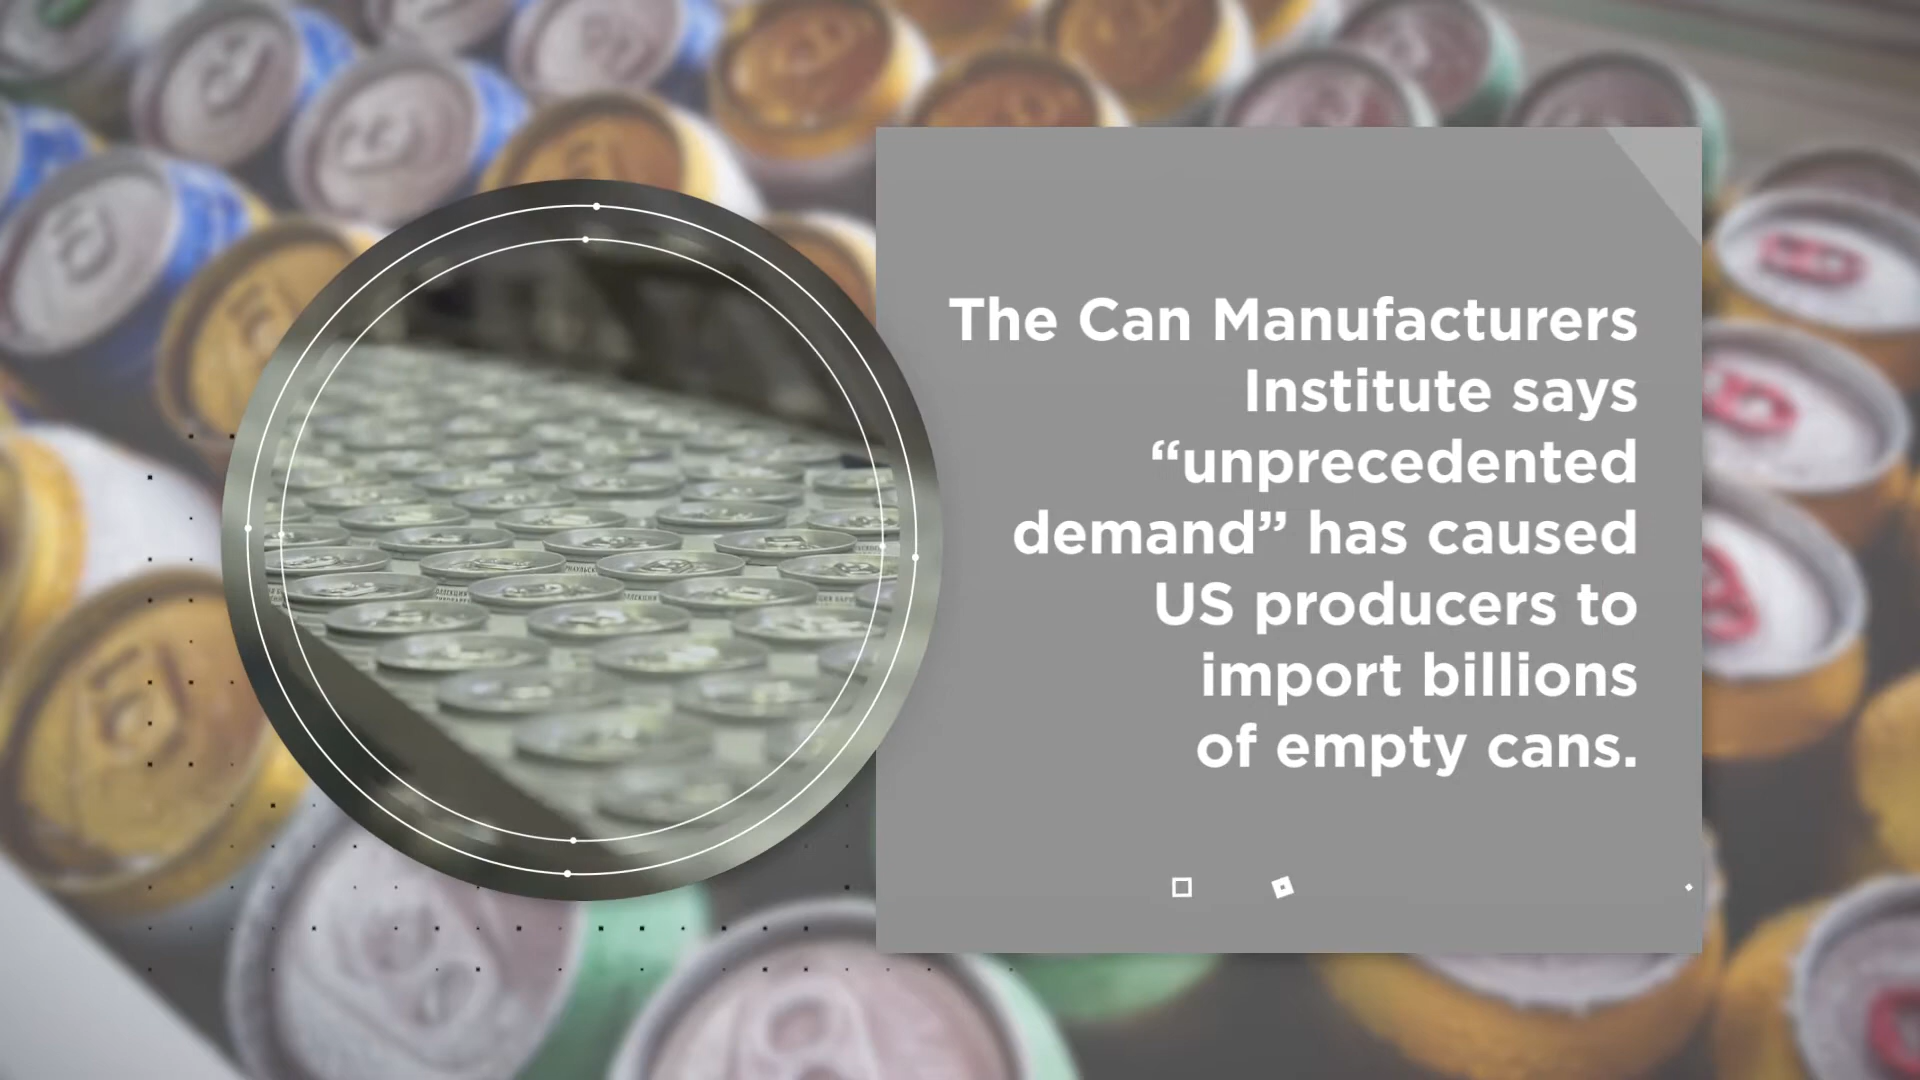 The Can Manufacturers
Institute says
“unprecedented
demand” has caused
US producers to
import billions
of empty cans.